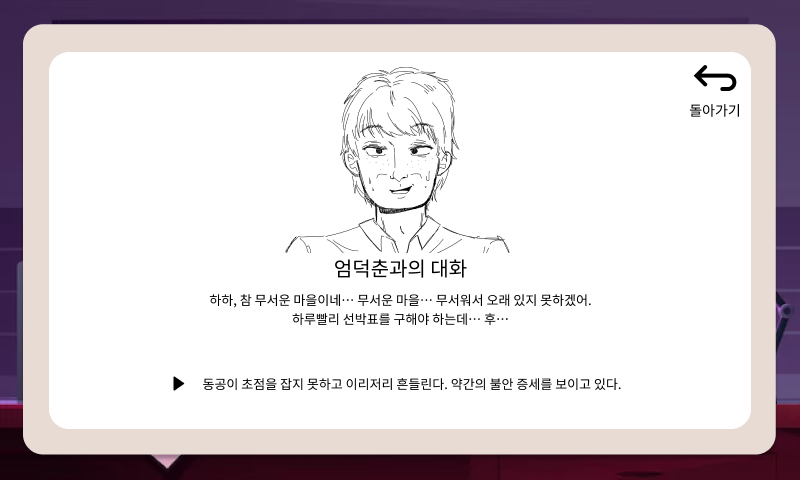 돌아가기
엄덕춘과의 대화
하하, 참 무서운 마을이네… 무서운 마을… 무서워서 오래 있지 못하겠어.
하루빨리 선박표를 구해야 하는데… 후…
동공이 초점을 잡지 못하고 이리저리 흔들린다. 약간의 불안 증세를 보이고 있다.